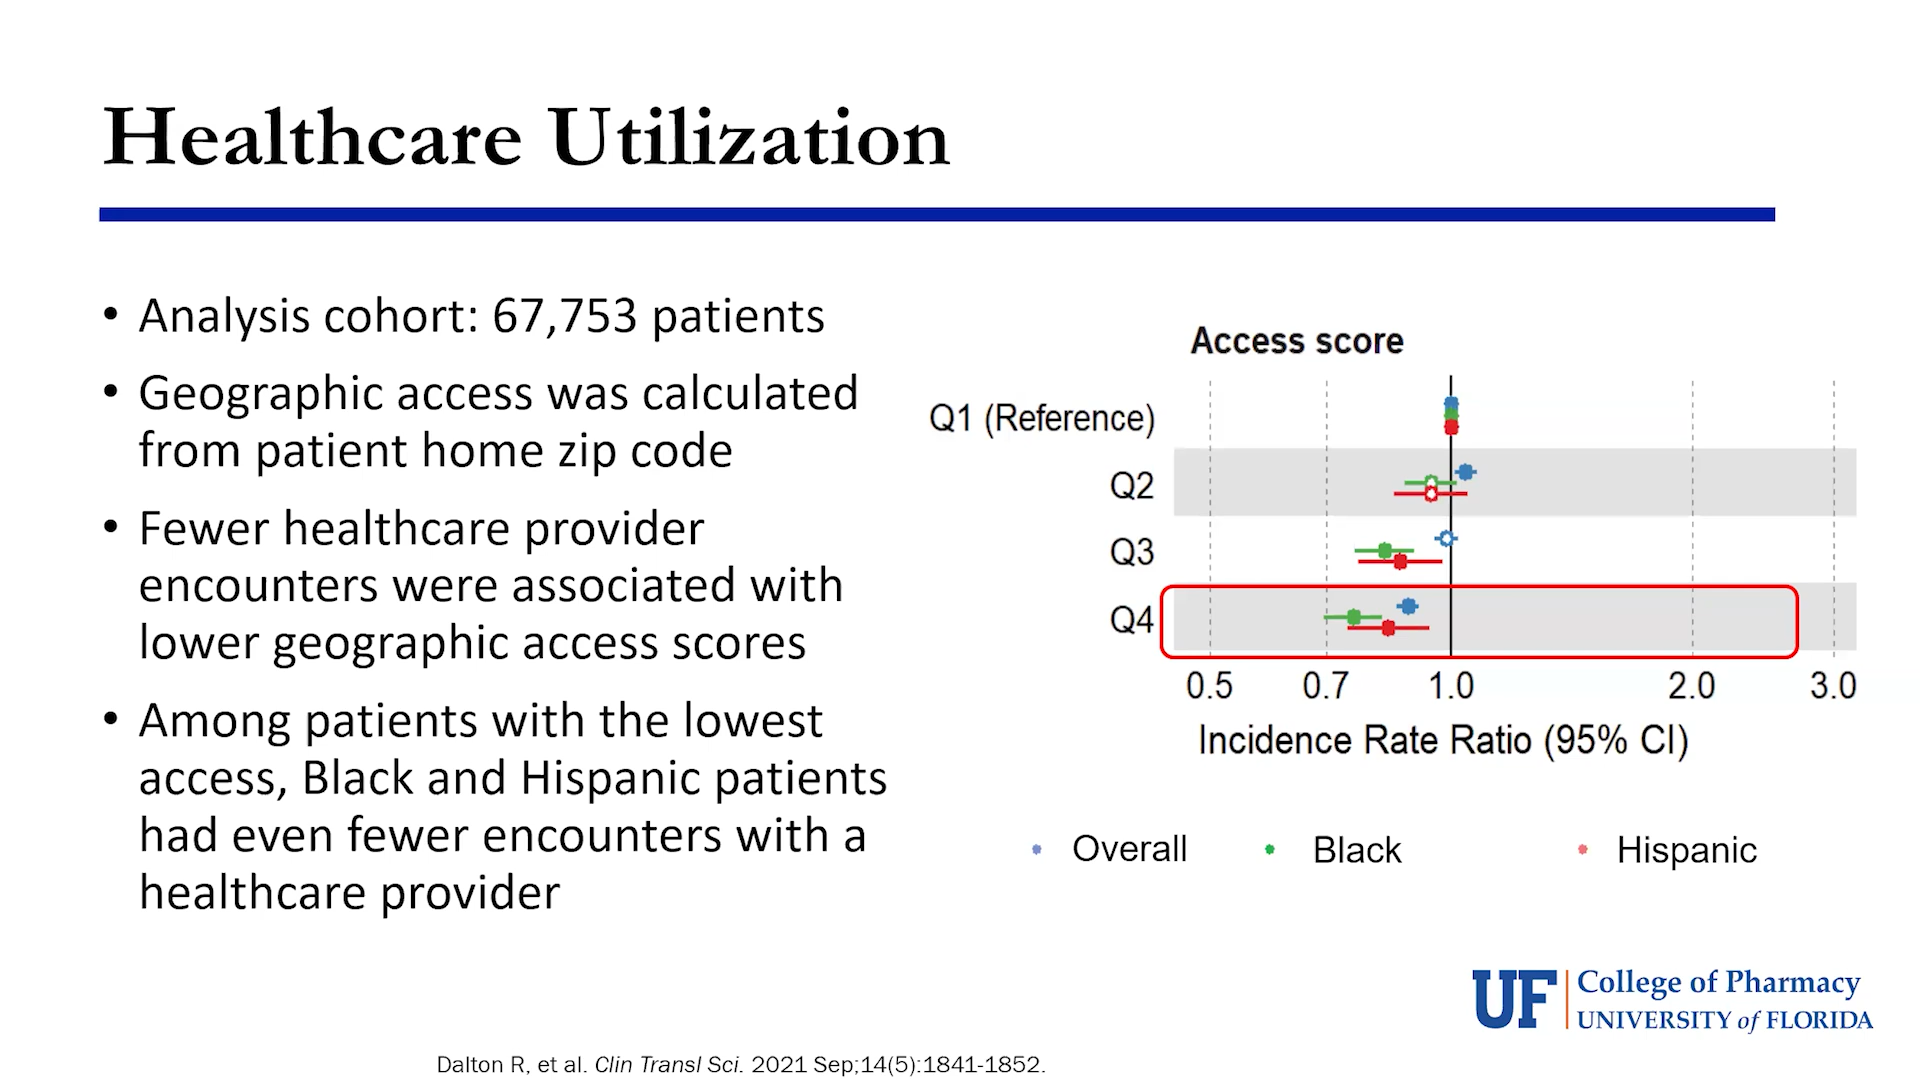 Healthcare Utilization
• Analysis cohort: 67,753 patients
• Geographic access was calculated
from patient home zip code
• Fewer healthcare provider
encounters were associated with
lower geographic access scores
• Among patients with the lowest
access, Black and Hispanic patients
had even fewer encounters with a
healthcare provider
Access score
Q1 (Reference)
Q2
Q3
Q4
0.5 0.7 1.0 2.0 3.0
Incidence Rate Ratio (95% CI)
Overall Black Hispanic
UF College of Pharmacy
UNIVERSITY of FLORIDA
Dalton R, et al. Clin Transl Sci. 2021 Sep;14(5):1841-1852.